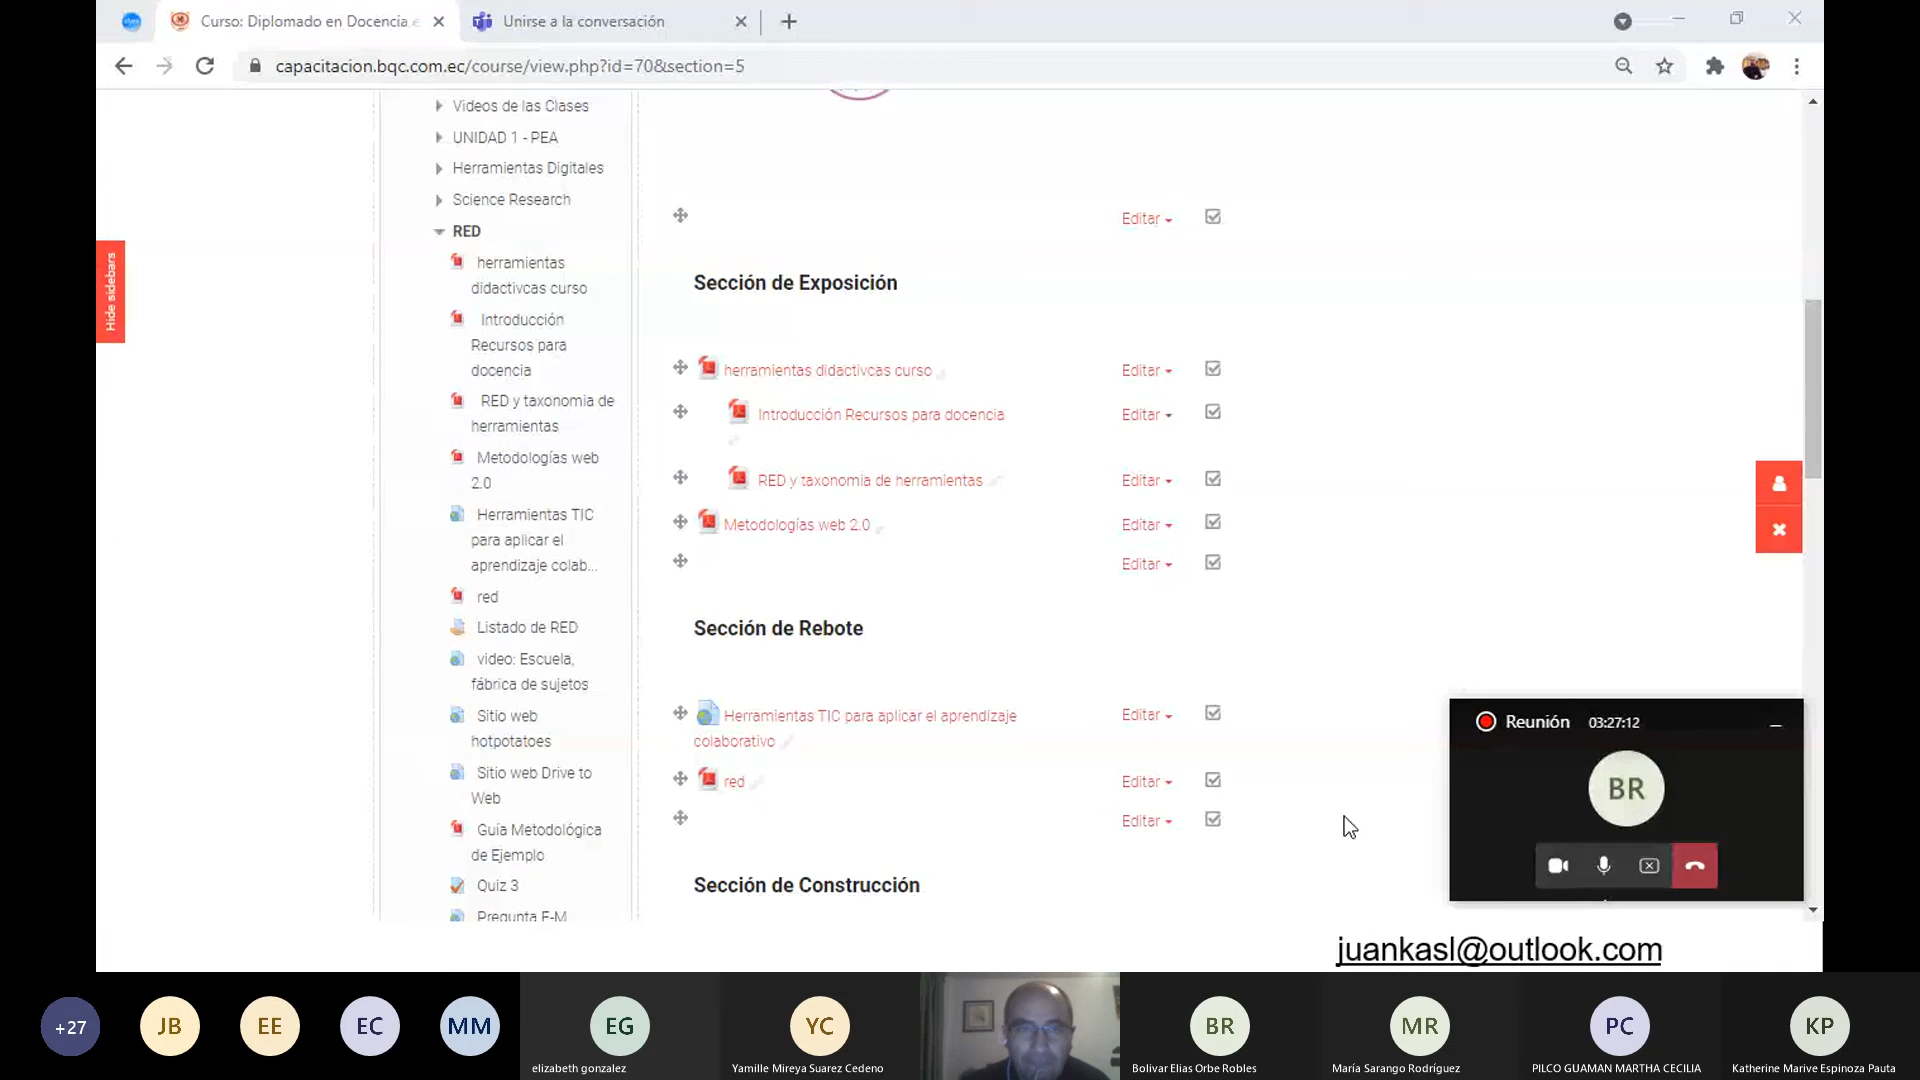 Curso: Diplomado en Docencia e
Unirse a la conversación
capacitacion.bqc.com.ec/course/view.php?id=70&section=5
Videos de las Clases
UNIDAD 1 - PEA
Herramientas Digitales
Science Research
RED
herramientas
didactivcas curso
Introducción
Recursos para
docencia
RED y taxonomia de
herramientas
Metodologías web
2.0
Herramientas TIC
para aplicar el
aprendizaje colab...
red
Listado de RED
video: Escuela,
fábrica de sujetos
Sitio web
hotpotatoes
Sitio web Drive to
Web
Guía Metodológica
de Ejemplo
Quiz 3
Pregunta F-M
Hide sidebars
Editar
Sección de Exposición
herramientas didactivcas curso Editar
Introducción Recursos para docencia Editar
RED y taxonomia de herramientas Editar
Metodologías web 2.0 Editar
Editar
Sección de Rebote
Herramientas TIC para aplicar el aprendizaje Editar
colaborativo
red Editar
Editar
Sección de Construcción
Reunión 03:27:12
BR
juankasl@outlook.com
+27
JB
EE
EC
MM
EG
YC
BR
MR
PC
KP
elizabeth gonzalez
Yamille Mireya Suarez Cedeno
Bolivar Elias Orbe Robles
María Sarango Rodríguez
PILCO GUAMAN MARTHA CECILIA
Katherine Marive Espinoza Pauta